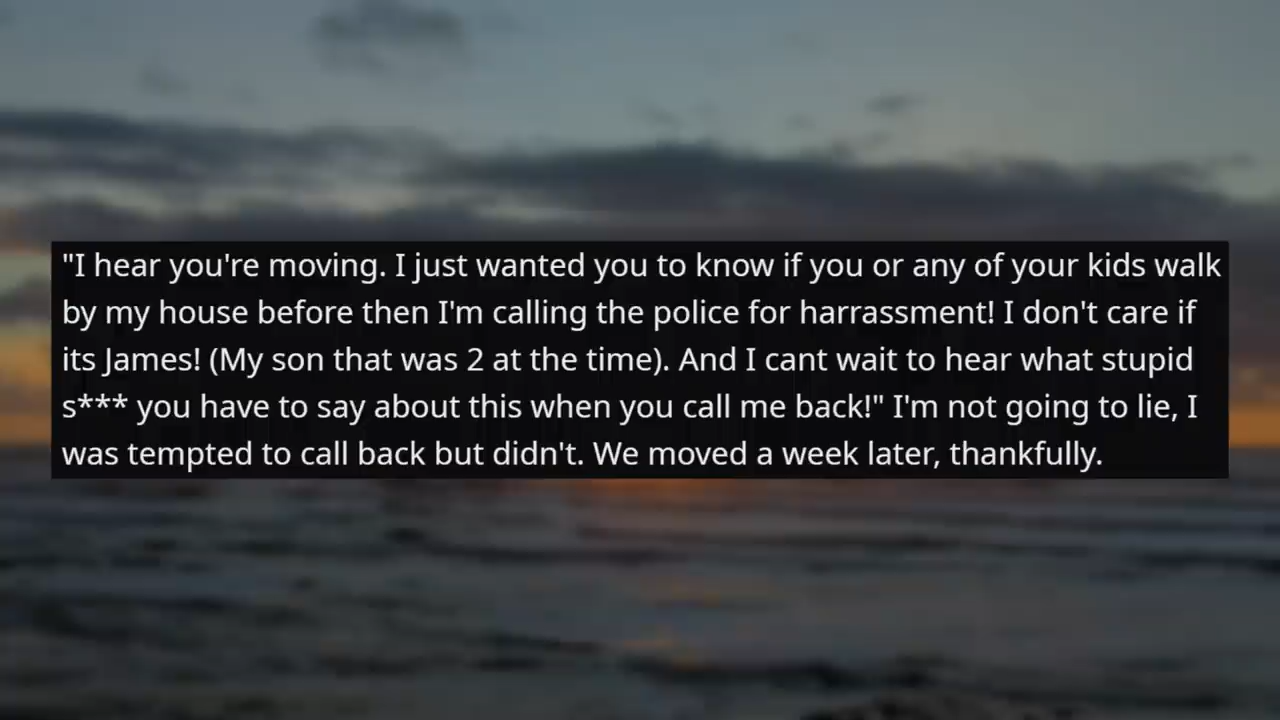 "I hear you're moving. I just wanted you to know if you or any of your kids walk
by my house before then I'm calling the police for harrassment! I don't care if
its James! (My son that was 2 at the time). And I cant wait to hear what stupid
s*** you have to say about this when you call me back!" I'm not going to lie, I
was tempted to call back but didn't. We moved a week later, thankfully.